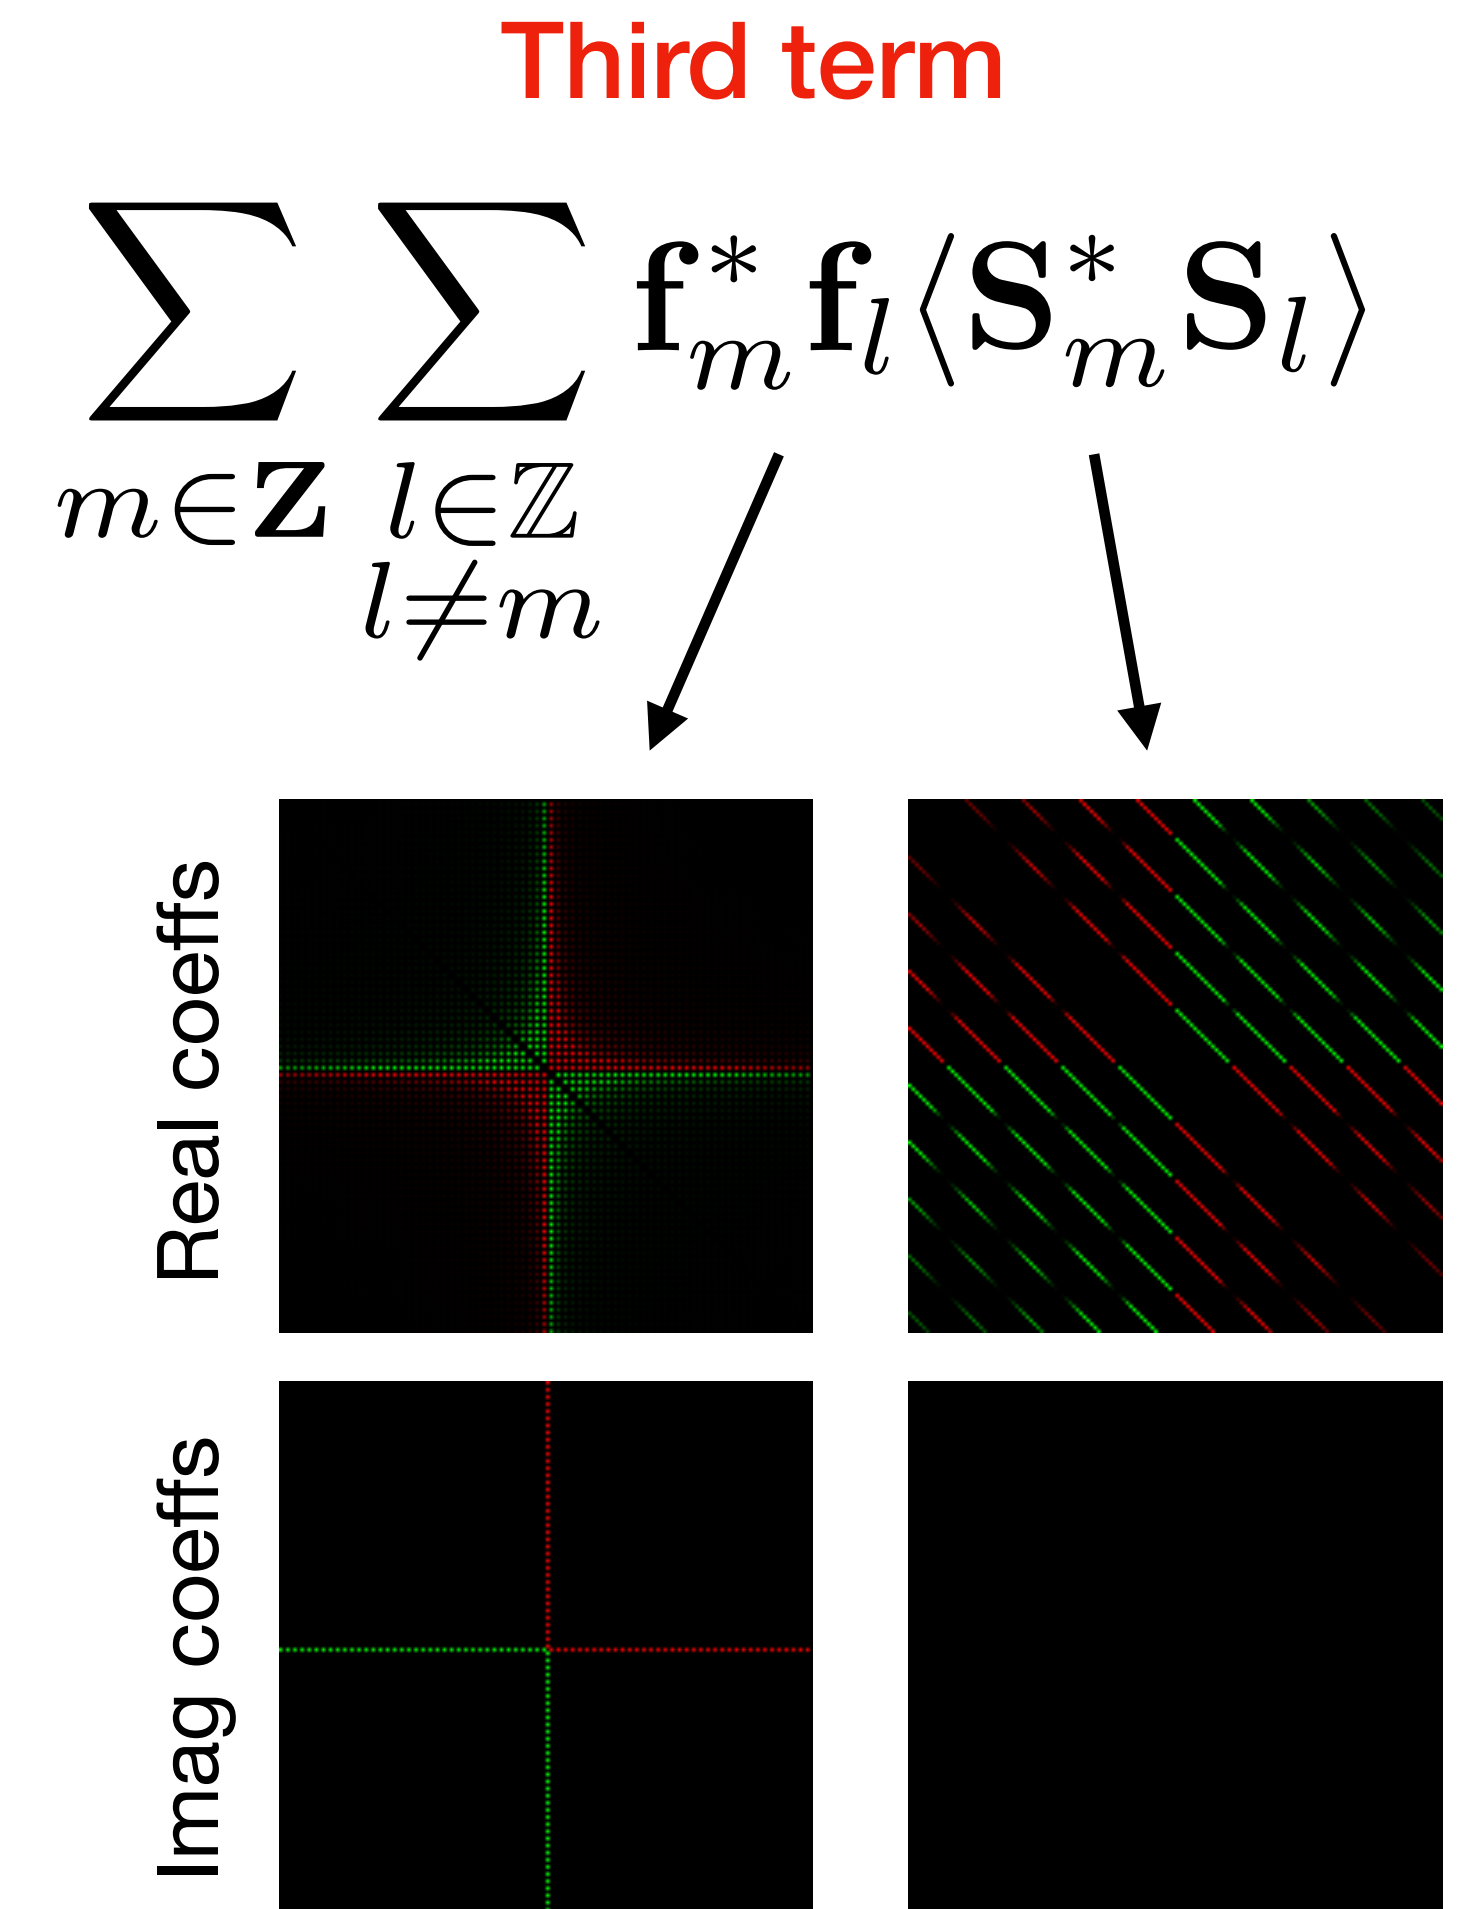 Third term
∑ ∑ f*ₘ fₗ ⟨S*ₘ Sₗ⟩
m∈𝐙 l∈ℤ
l≠m
Real coeffs
Imag coeffs